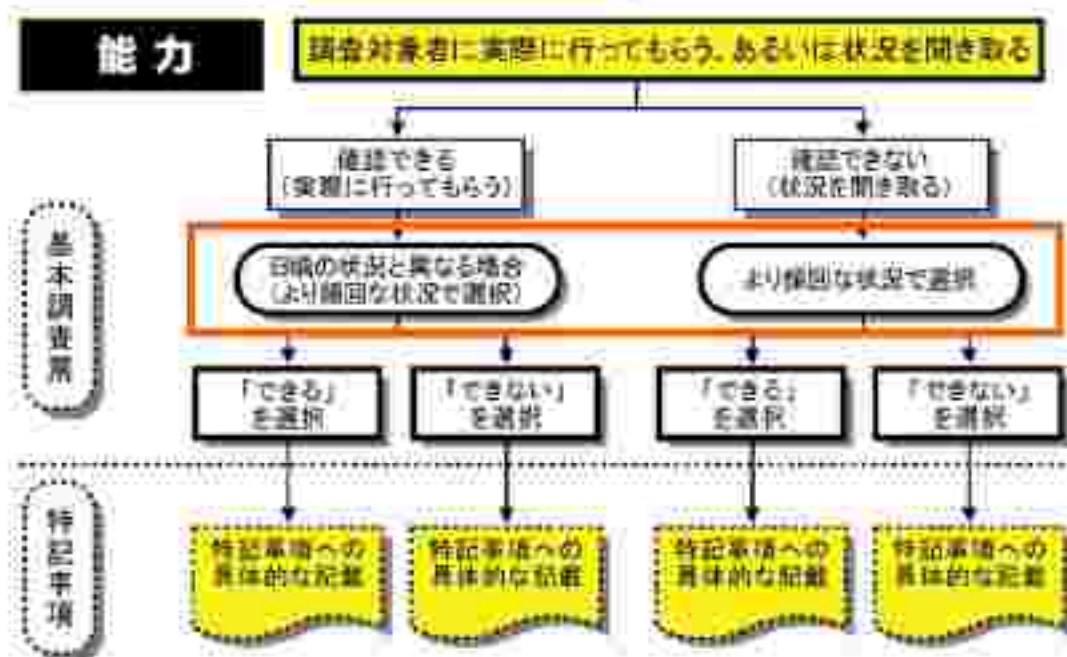 能力
調査対象者に実際に行ってもらう、あるいは状況を聞き取る
確認できる
(実際に行ってもらう)
確認できない
(状況を聞き取る)
基本調査票
日頃の状況と異なる場合
(より頻回な状況で選択)
より頻回な状況で選択
「できる」
を選択
「できない」
を選択
「できる」
を選択
「できない」
を選択
特記事項
特記事項への
具体的な記載
特記事項への
具体的な記載
特記事項への
具体的な記載
特記事項への
具体的な記載